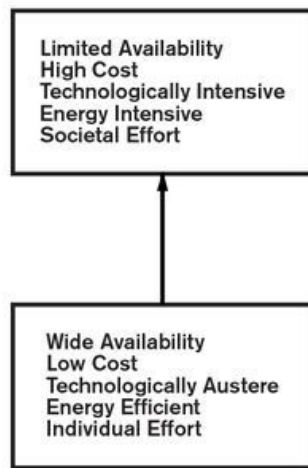 Limited Availability
High Cost
Technologically Intensive
Energy Intensive
Societal Effort
Wide Availability
Low Cost
Technologically Austere
Energy Efficient
Individual Effort